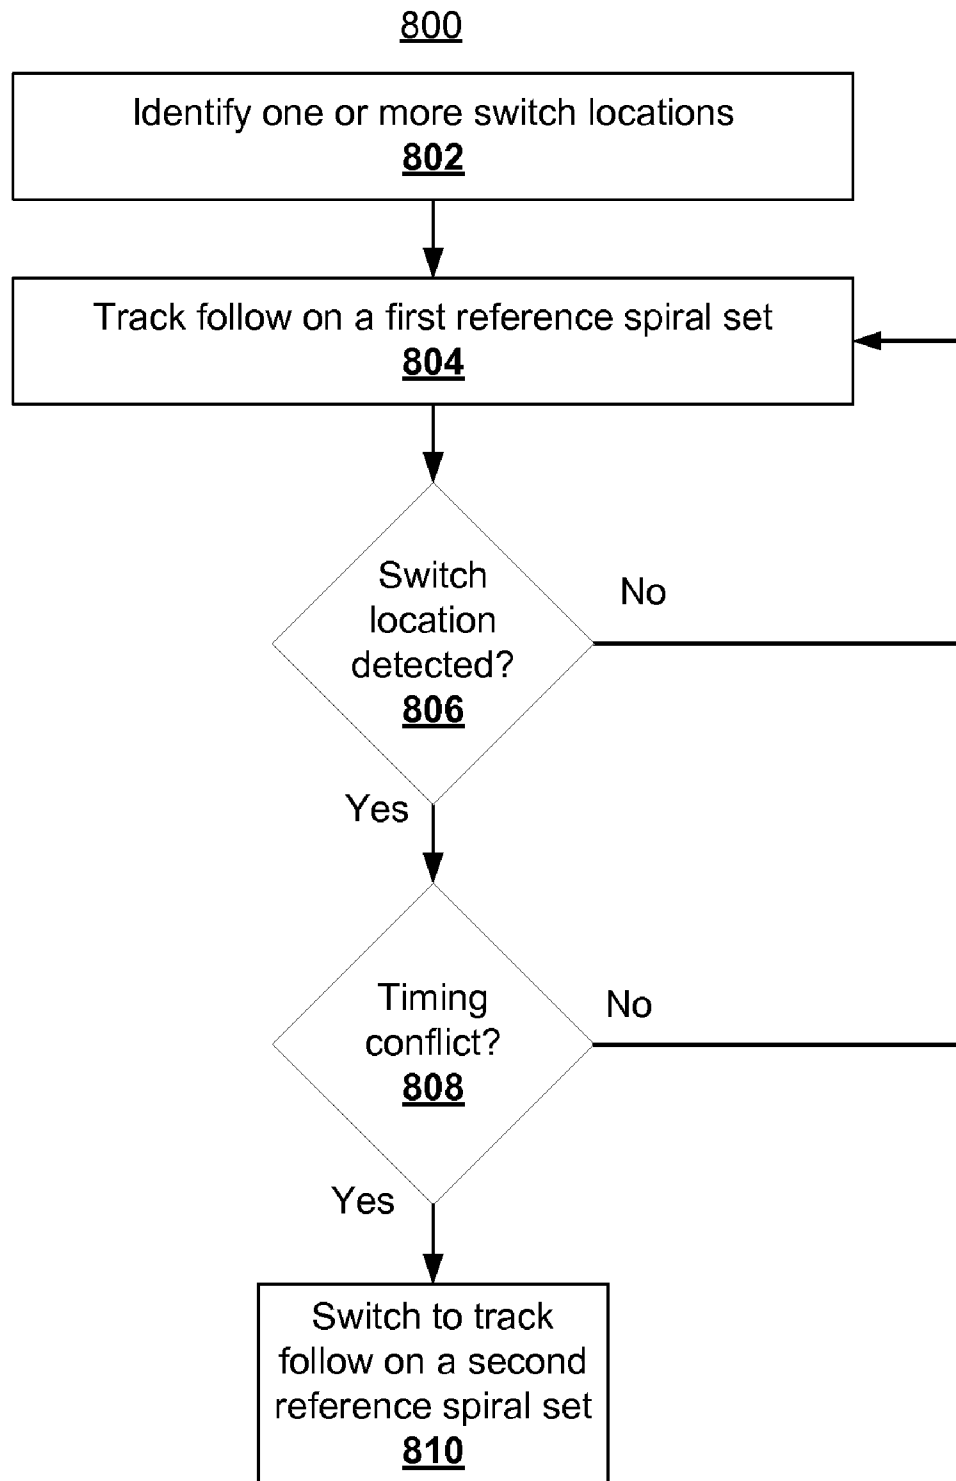 800
Identify one or more switch locations
802
Track follow on a first reference spiral set
804
Switch
location
detected?
806
No
Yes
Timing
conflict?
808
No
Yes
Switch to track
follow on a second
reference spiral set
810